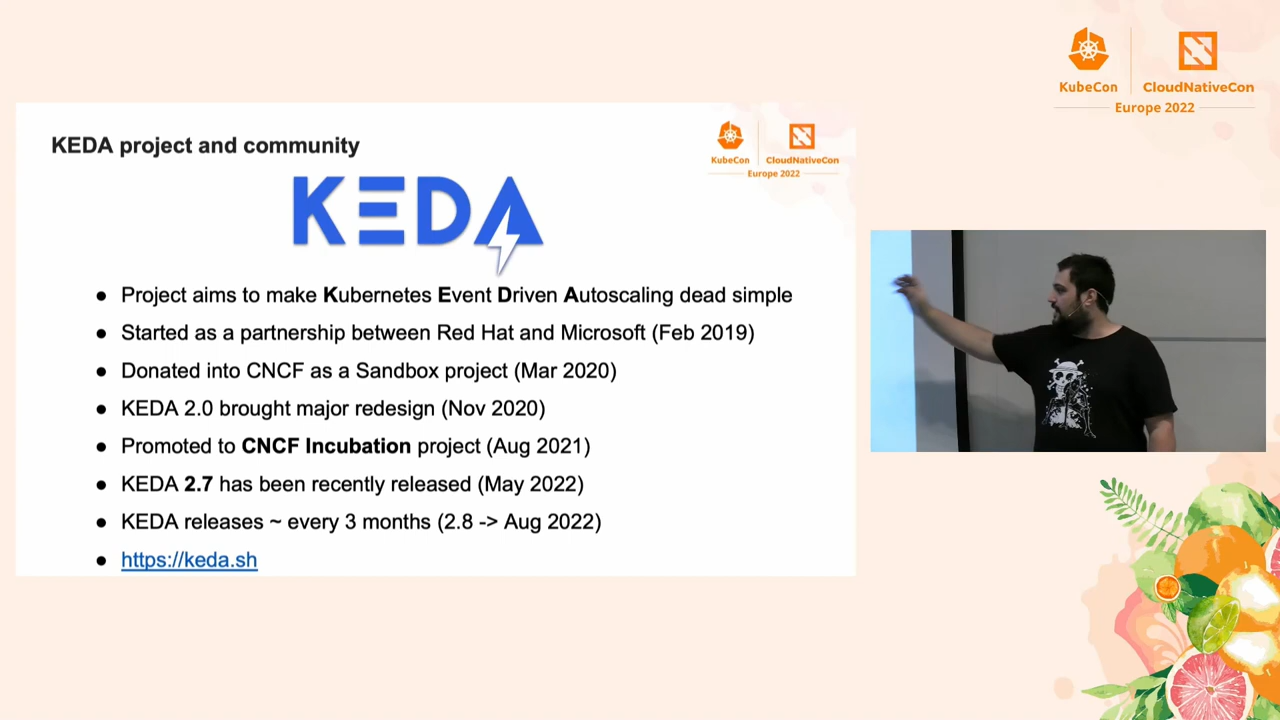 KubeCon
CloudNativeCon
Europe 2022
KEDA project and community
KubeCon
CloudNativeCon
Europe 2022
KEDA
● Project aims to make Kubernetes Event Driven Autoscaling dead simple
● Started as a partnership between Red Hat and Microsoft (Feb 2019)
● Donated into CNCF as a Sandbox project (Mar 2020)
● KEDA 2.0 brought major redesign (Nov 2020)
● Promoted to CNCF Incubation project (Aug 2021)
● KEDA 2.7 has been recently released (May 2022)
● KEDA releases ~ every 3 months (2.8 -> Aug 2022)
● https://keda.sh